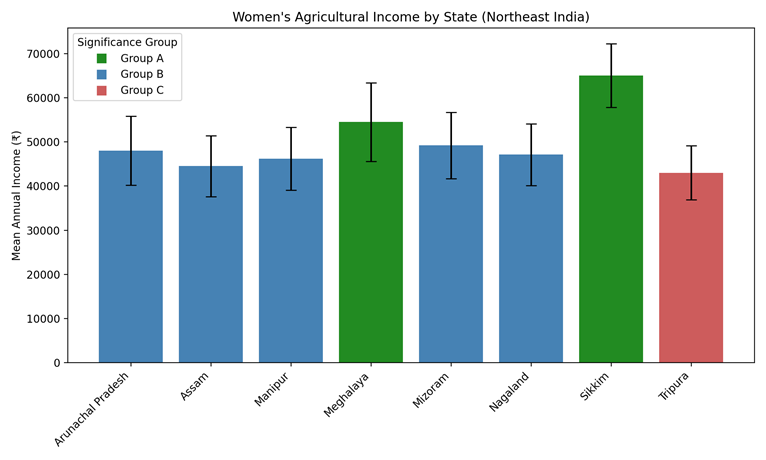 Women's Agricultural Income by State (Northeast India)
Significance Group
Group A
Group B
Group C
Mean Annual Income (₹)
70000
60000
50000
40000
30000
20000
10000
0
Arunachal Pradesh
Assam
Manipur
Meghalaya
Mizoram
Nagaland
Sikkim
Tripura